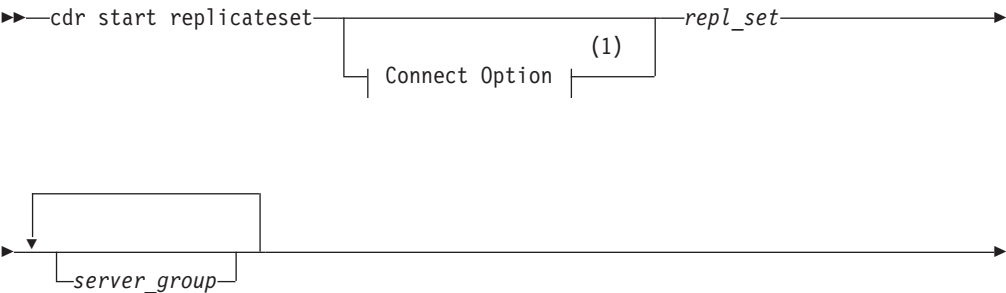 cdr start replicateset
repl_set
(1)
Connect Option
server_group